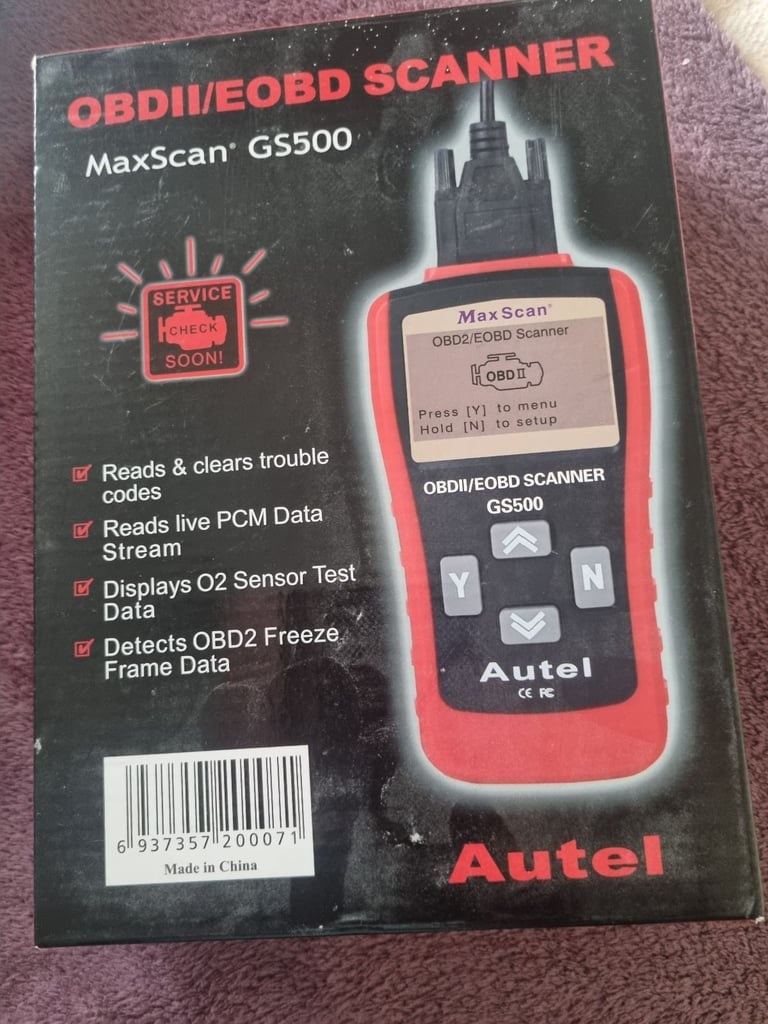 OBDII/EOBD SCANNER
MaxScan® GS500
SERVICE
CHECK
SOON!
MaxScan®
OBD2/EOBD Scanner
OBD II
Press [Y] to menu
Hold [N] to setup
OBDII/EOBD SCANNER
GS500
Y
N
Autel
CE FC
Reads & clears trouble
codes
Reads live PCM Data
Stream
Displays O2 Sensor Test
Data
Detects OBD2 Freeze
Frame Data
6 937357 200071
Made in China
Autel